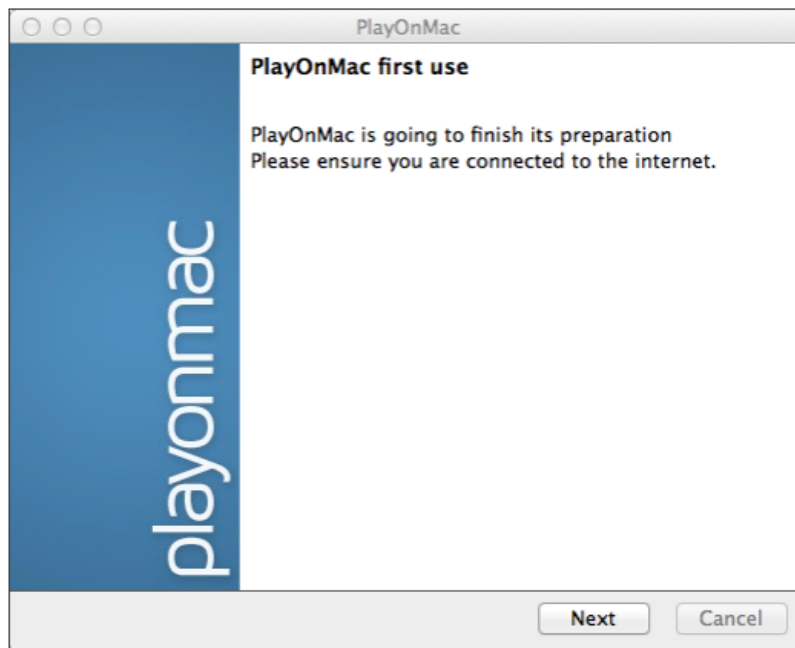 PlayOnMac
PlayOnMac first use
PlayOnMac is going to finish its preparation
Please ensure you are connected to the internet.
playonmac
Next
Cancel